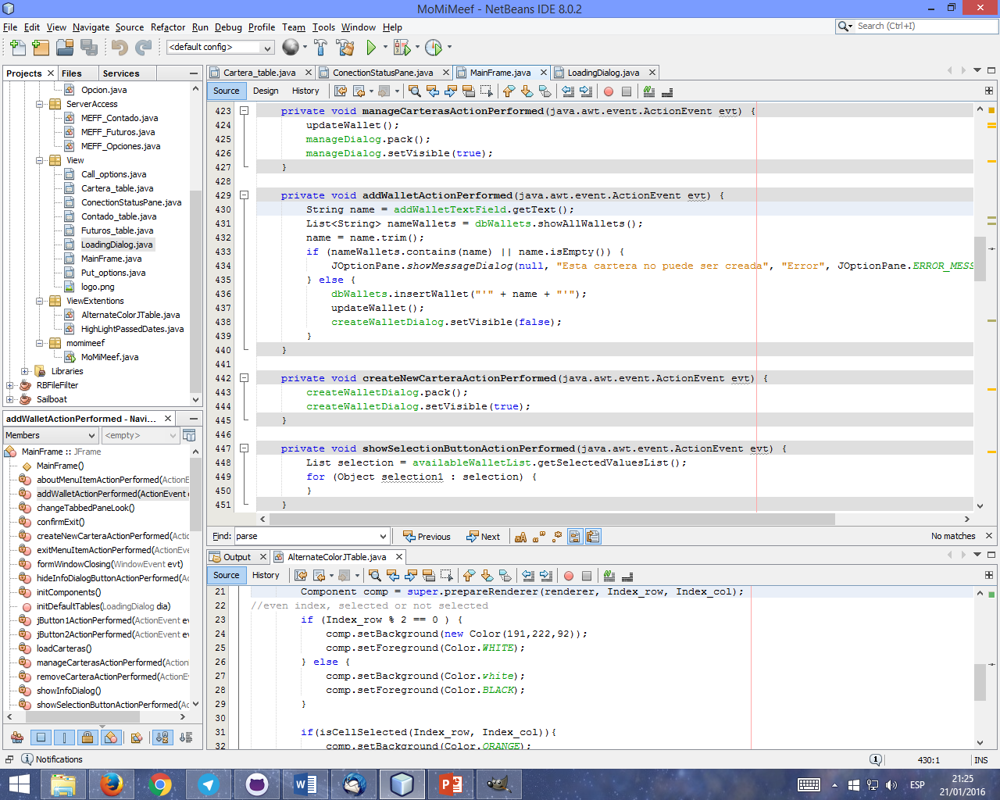 MoMiMeef - NetBeans IDE 8.0.2
File Edit View Navigate Source Refactor Run Debug Profile Team Tools Window Help
Search (Ctrl+I)
<default config>
Projects Files Services
Opcion.java
ServerAccess
MEFF_Contado.java
MEFF_Futuros.java
MEFF_Opciones.java
View
Call_options.java
Cartera_table.java
ConectionStatusPane.java
Contado_table.java
Futuros_table.java
LoadingDialog.java
MainFrame.java
Put_options.java
logo.png
ViewExtentions
AlternateColorJTable.java
HighLightPassedDates.java
momimeef
MoMiMeef.java
Libraries
RBFileFilter
Sailboat
addWalletActionPerformed - Navi...
Members <empty>
MainFrame :: JFrame
MainFrame()
aboutMenuItemActionPerformed(ActionE
addWalletActionPerformed(ActionEvent e
changeTabbedPaneLook()
confirmExit()
createNewCarteraActionPerformed(Actio
exitMenuItemActionPerformed(ActionEv
formWindowClosing(WindowEvent evt)
hideInfoDialogButtonActionPerformed(Ac
initComponents()
initDefaultTables(LoadingDialog dia)
jButton1ActionPerformed(ActionEvent ev
jButton2ActionPerformed(ActionEvent ev
loadCarteras()
manageCarterasActionPerformed(Action
removeCarteraActionPerformed(ActionE
showInfoDialog()
showSelectionButtonActionPerformed(Ac
Cartera_table.java ConectionStatusPane.java MainFrame.java LoadingDialog.java
Source Design History
423 private void manageCarterasActionPerformed(java.awt.event.ActionEvent evt) {
424 updateWallet();
425 manageDialog.pack();
426 manageDialog.setVisible(true);
427 }
428
429 private void addWalletActionPerformed(java.awt.event.ActionEvent evt) {
430 String name = addWalletTextField.getText();
431 List<String> nameWallets = dbWallets.showAllWallets();
432 name = name.trim();
433 if (nameWallets.contains(name) || name.isEmpty()) {
434 JOptionPane.showMessageDialog(null, "Esta cartera no puede ser creada", "Error", JOptionPane.ERROR_MESS
435 } else {
436 dbWallets.insertWallet("'" + name + "'");
437 updateWallet();
438 createWalletDialog.setVisible(false);
439 }
440 }
441
442 private void createNewCarteraActionPerformed(java.awt.event.ActionEvent evt) {
443 createWalletDialog.pack();
444 createWalletDialog.setVisible(true);
445 }
446
447 private void showSelectionButtonActionPerformed(java.awt.event.ActionEvent evt) {
448 List selection = availableWalletList.getSelectedValuesList();
449 for (Object selection1 : selection) {
450 }
451 }
Find: parse Previous Next No matches
Output AlternateColorJTable.java
Source History
21 Component comp = super.prepareRenderer(renderer, Index_row, Index_col);
22 //even index, selected or not selected
23 if (Index_row % 2 == 0 ) {
24 comp.setBackground(new Color(191,222,92));
25 comp.setForeground(Color.WHITE);
26 } else {
27 comp.setBackground(Color.white);
28 comp.setForeground(Color.BLACK);
29 }
30
31 if(isCellSelected(Index_row, Index_col)){
32 comp.setBackground(Color.ORANGE);
Notifications 1 430:1 INS
ESP
21:25
21/01/2016